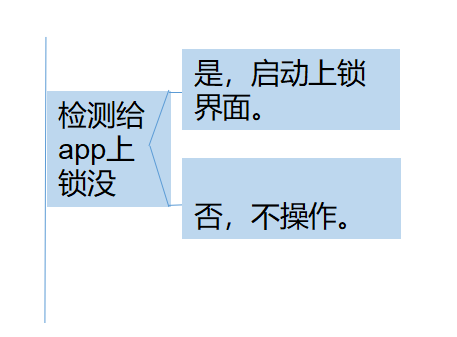 检测给
app上
锁没
是，启动上锁
界面。
否，不操作。